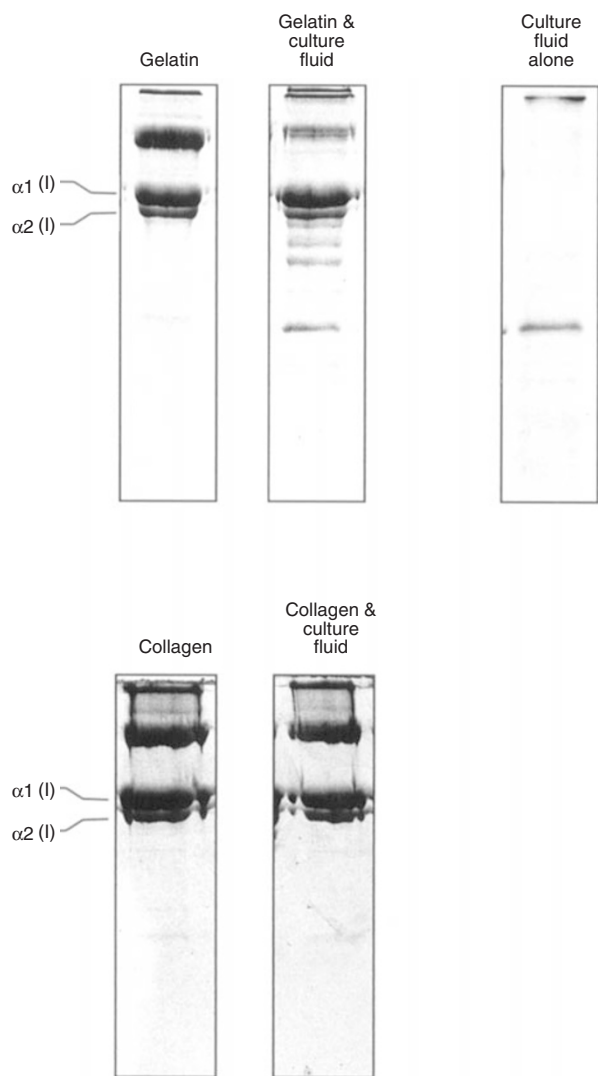 Gelatin
Gelatin &
culture
fluid
Culture
fluid
alone
α1 (I)
α2 (I)
Collagen
Collagen &
culture
fluid
α1 (I)
α2 (I)